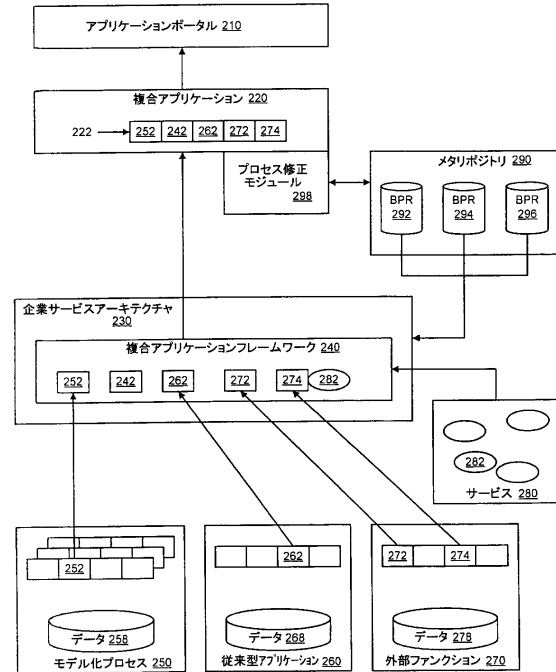 アプリケーションポータル 210
複合アプリケーション 220
222
252 242 262 272 274
プロセス修正
モジュール
298
メタリポジトリ 290
BPR
292
BPR
294
BPR
296
企業サービスアーキテクチャ
230
複合アプリケーションフレームワーク 240
252 242 262 272 274 282
282
サービス 280
252
262
272 274
データ 258
データ 268
データ 278
モデル化プロセス 250
従来型アプリケーション 260
外部ファンクション 270